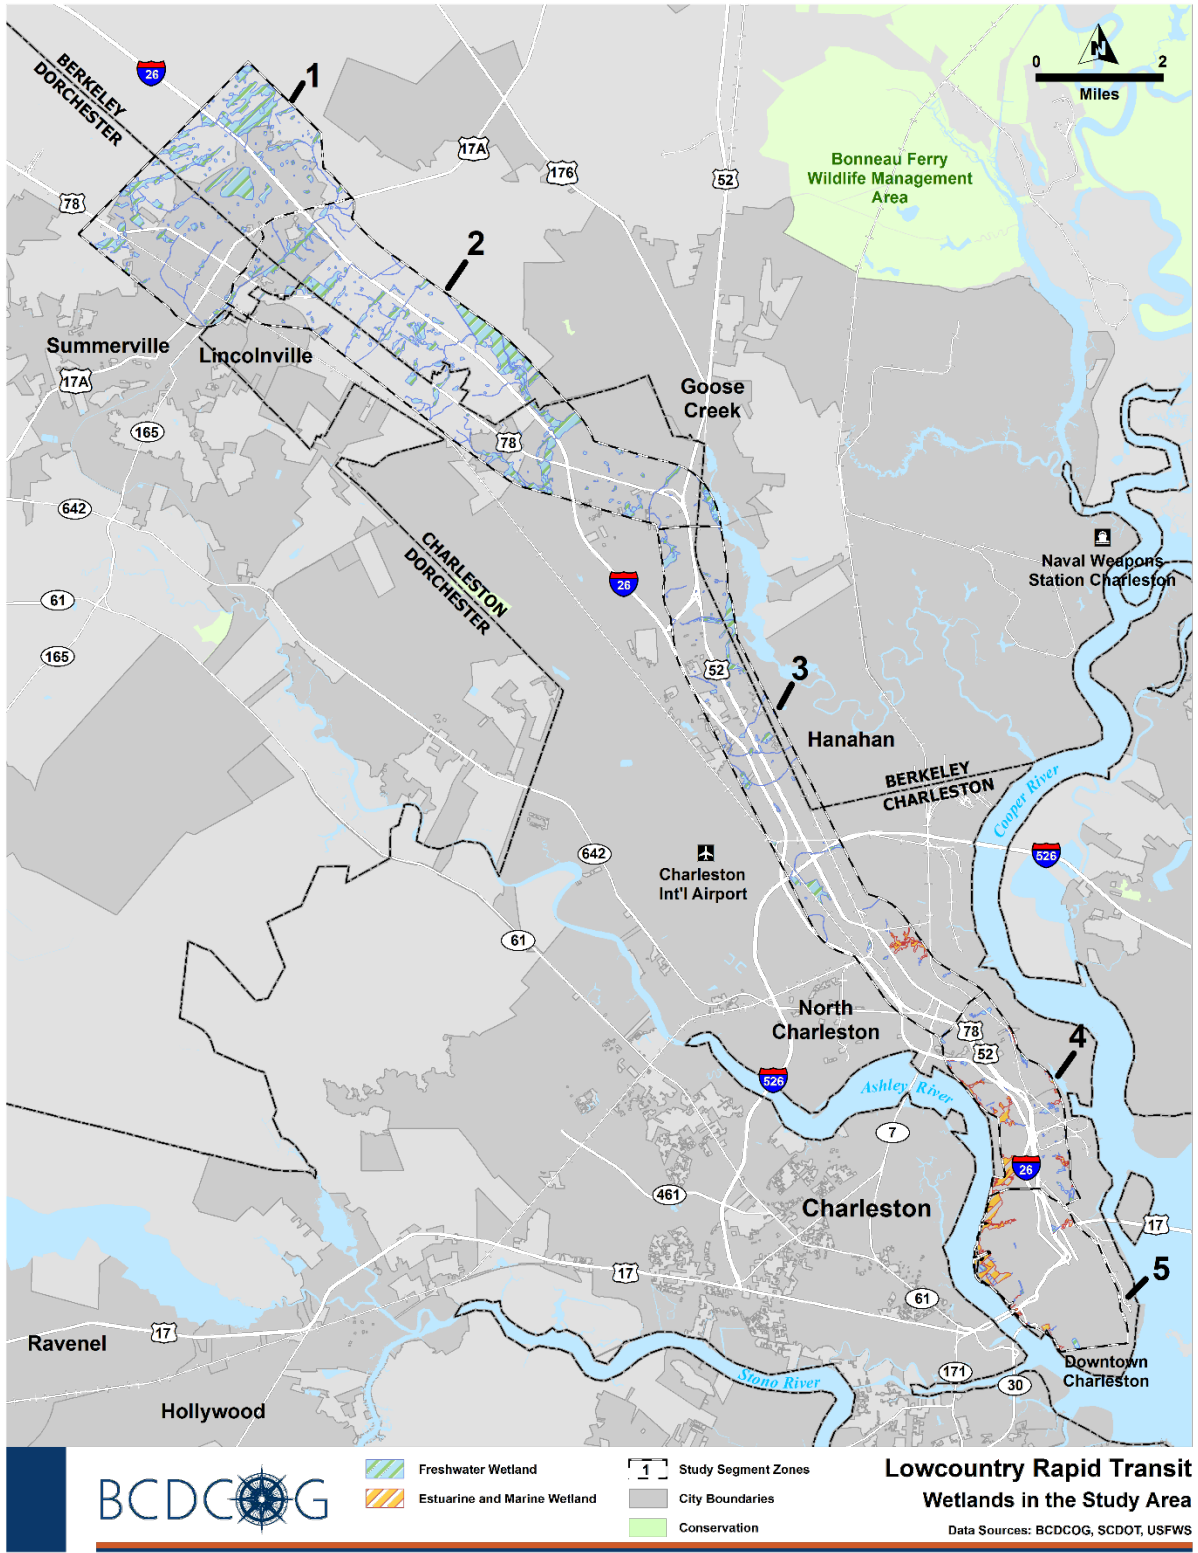 N
0 2
Miles
1
26
BERKELEY
DORCHESTER
17A
176
52
Bonneau Ferry
Wildlife Management
Area
78
2
Summerville
Lincolnville
17A
Goose
Creek
165
78
642
Naval Weapons
Station Charleston
CHARLESTON
DORCHESTER
26
61
165
52
3
Hanahan
BERKELEY
CHARLESTON
Cooper River
642
526
Charleston
Int'l Airport
61
North
Charleston
78
52
4
526
Ashley River
7
26
461
Charleston
17
17
5
61
Ravenel
17
Downtown
Charleston
171
30
Stono River
Hollywood
BCDCOG
Freshwater Wetland
Estuarine and Marine Wetland
1 Study Segment Zones
City Boundaries
Conservation
Lowcountry Rapid Transit
Wetlands in the Study Area
Data Sources: BCDCOG, SCDOT, USFWS